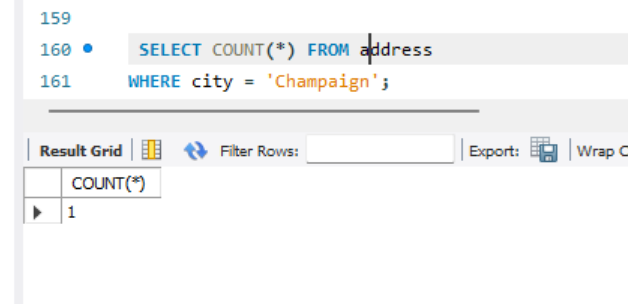 159
160 SELECT COUNT(*) FROM address
161 WHERE city = 'Champaign';
Result Grid Filter Rows: Export: Wrap C
COUNT(*)
1